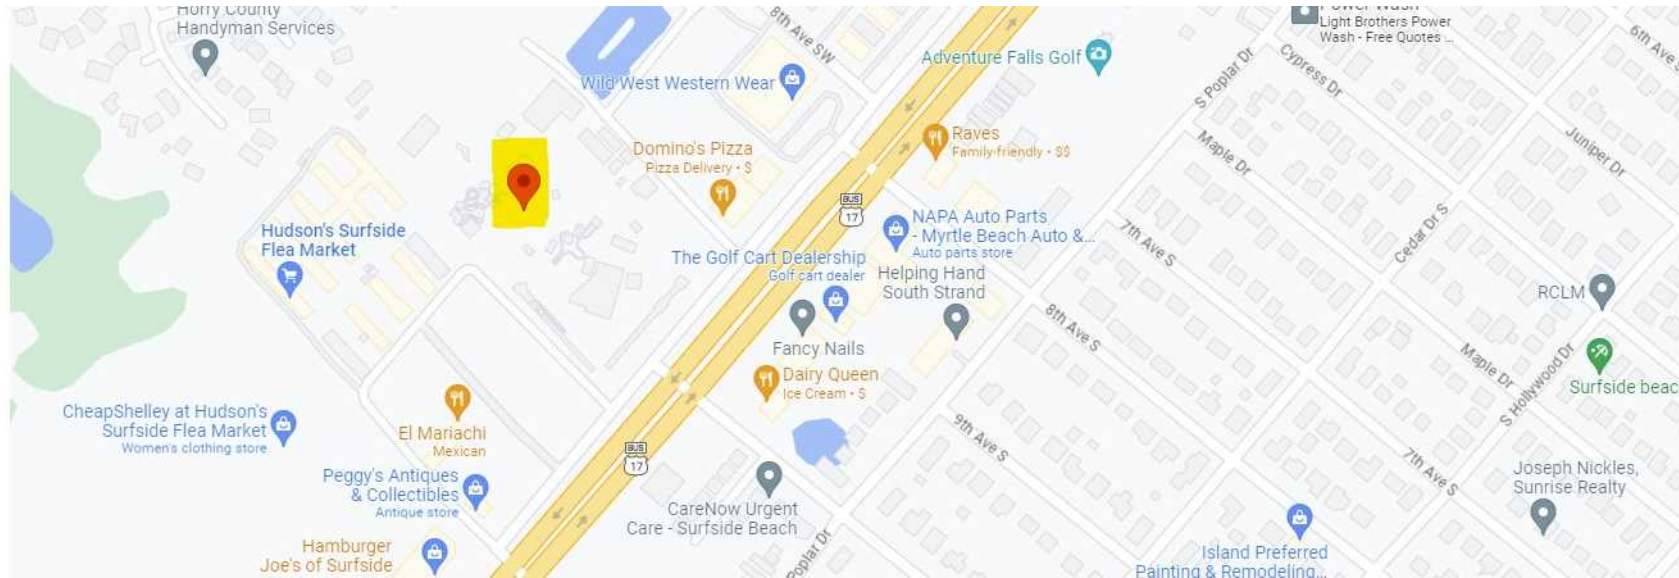 Horry County
Handyman Services
8th Ave SW
Wild West Western Wear
Adventure Falls Golf
Power Wash
Light Brothers Power
Wash - Free Quotes ...
S Poplar Dr
Cypress Dr
6th Ave S
Juniper Dr
Maple Dr
Domino's Pizza
Pizza Delivery • $
Raves
Family-friendly • $$
BUS
17
NAPA Auto Parts
- Myrtle Beach Auto &...
Auto parts store
7th Ave S
Cedar Dr S
Hudson's Surfside
Flea Market
The Golf Cart Dealership
Golf cart dealer
Helping Hand
South Strand
RCLM
8th Ave S
Fancy Nails
Maple Dr
S Hollywood Dr
Dairy Queen
Ice Cream • $
Surfside beac
CheapShelley at Hudson's
Surfside Flea Market
Women's clothing store
El Mariachi
Mexican
9th Ave S
BUS
17
7th Ave S
Peggy's Antiques
& Collectibles
Antique store
CareNow Urgent
Care - Surfside Beach
Joseph Nickles,
Sunrise Realty
Hamburger
Joe's of Surfside
Poplar Dr
Island Preferred
Painting & Remodeling...